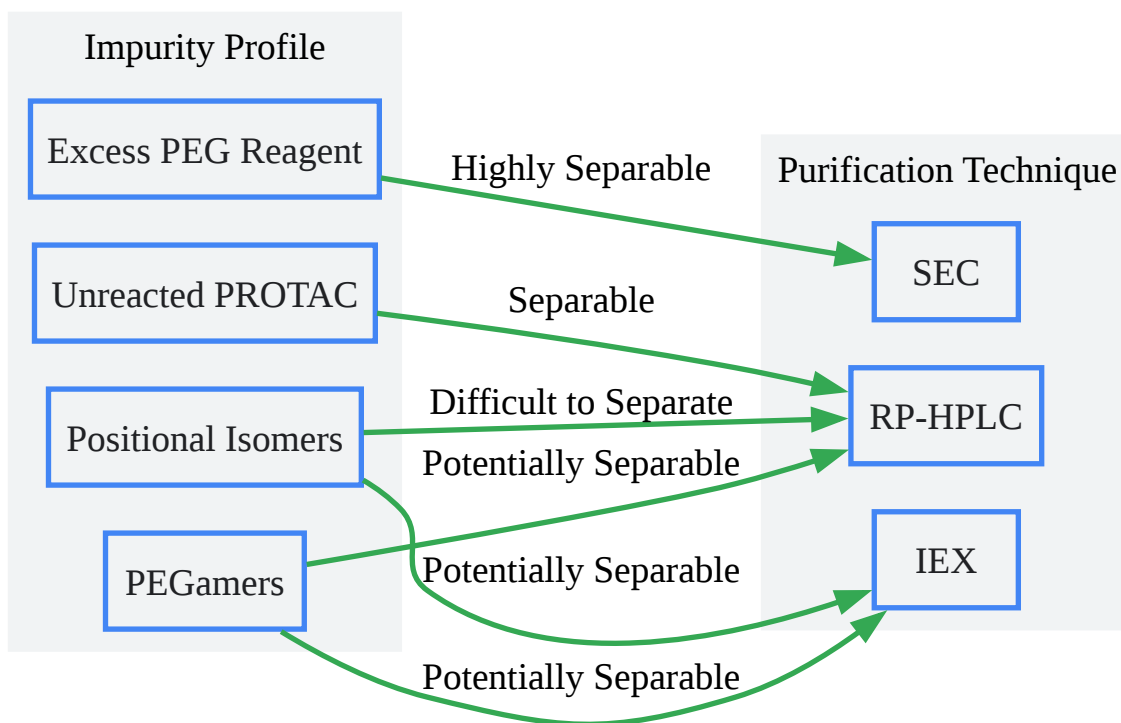 Impurity Profile
Excess PEG Reagent
Unreacted PROTAC
Positional Isomers
PEGamers
Highly Separable
Separable
Difficult to Separate
Potentially Separable
Potentially Separable
Potentially Separable
Purification Technique
SEC
RP-HPLC
IEX